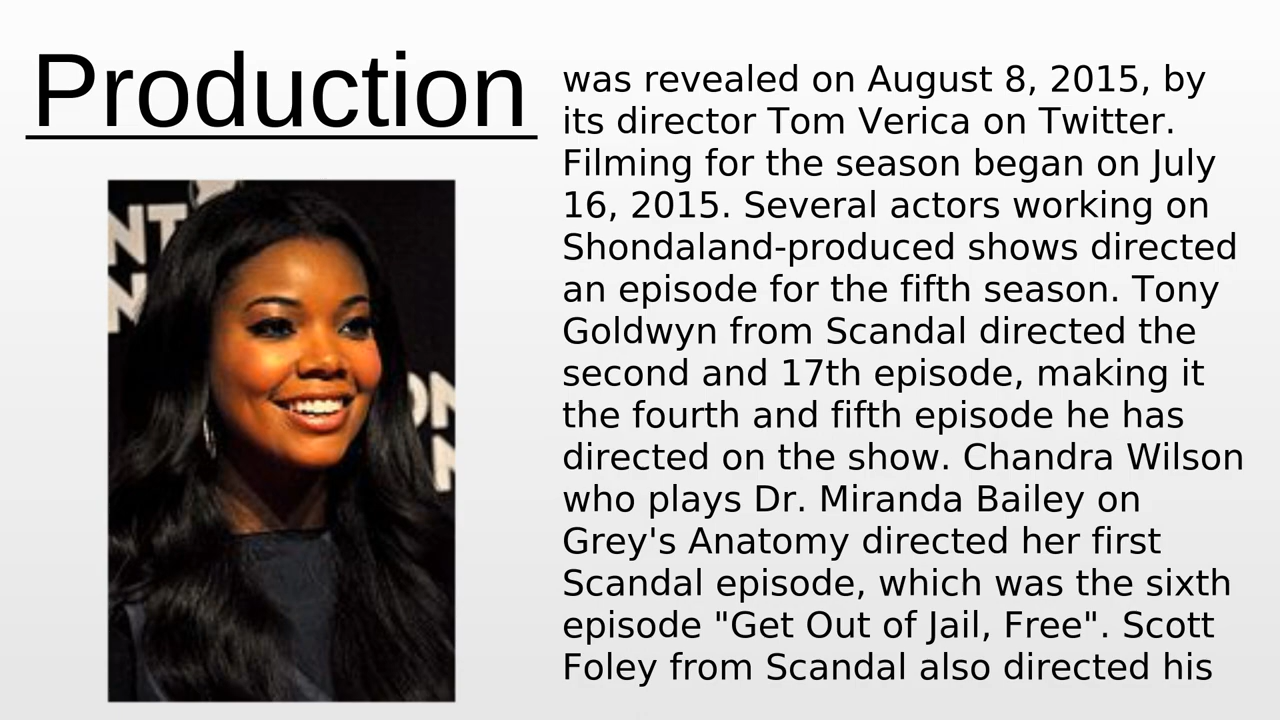 Production
was revealed on August 8, 2015, by
its director Tom Verica on Twitter.
Filming for the season began on July
16, 2015. Several actors working on
Shondaland-produced shows directed
an episode for the fifth season. Tony
Goldwyn from Scandal directed the
second and 17th episode, making it
the fourth and fifth episode he has
directed on the show. Chandra Wilson
who plays Dr. Miranda Bailey on
Grey's Anatomy directed her first
Scandal episode, which was the sixth
episode "Get Out of Jail, Free". Scott
Foley from Scandal also directed his